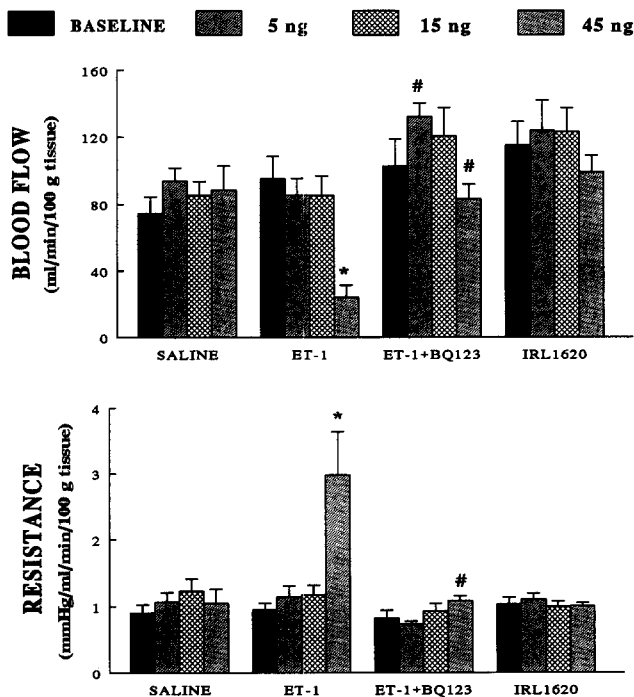 BASELINE 5 ng 15 ng 45 ng
BLOOD FLOW
(ml/min/100 g tissue)
160
120
80
40
0
#
#
*
SALINE ET-1 ET-1+BQ123 IRL1620
RESISTANCE
(mmHg/ml/min/100 g tissue)
4
3
2
1
0
*
#
SALINE ET-1 ET-1+BQ123 IRL1620